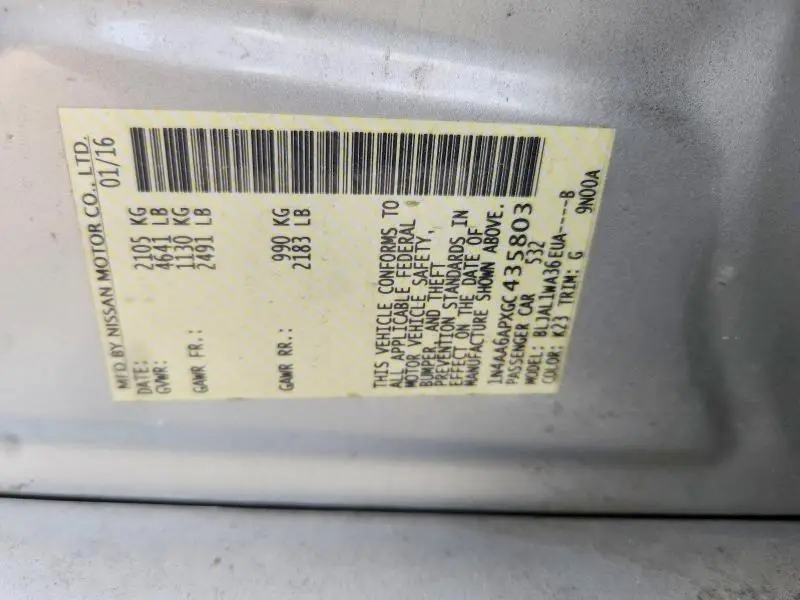 MFD BY NISSAN MOTOR CO., LTD.
DATE: 01/16
GVWR: 2105 KG
4641 LB
GAWR FR.: 1130 KG
2491 LB
GAWR RR.: 990 KG
2183 LB
THIS VEHICLE CONFORMS TO
ALL APPLICABLE FEDERAL
MOTOR VEHICLE SAFETY,
BUMPER, AND THEFT
PREVENTION STANDARDS IN
EFFECT ON THE DATE OF
MANUFACTURE SHOWN ABOVE.
1N4AA6APXGC435803
PASSENGER CAR 532
MODEL: BLJAL1WA36EUA----B
COLOR: K23 TRIM: G 9N00A